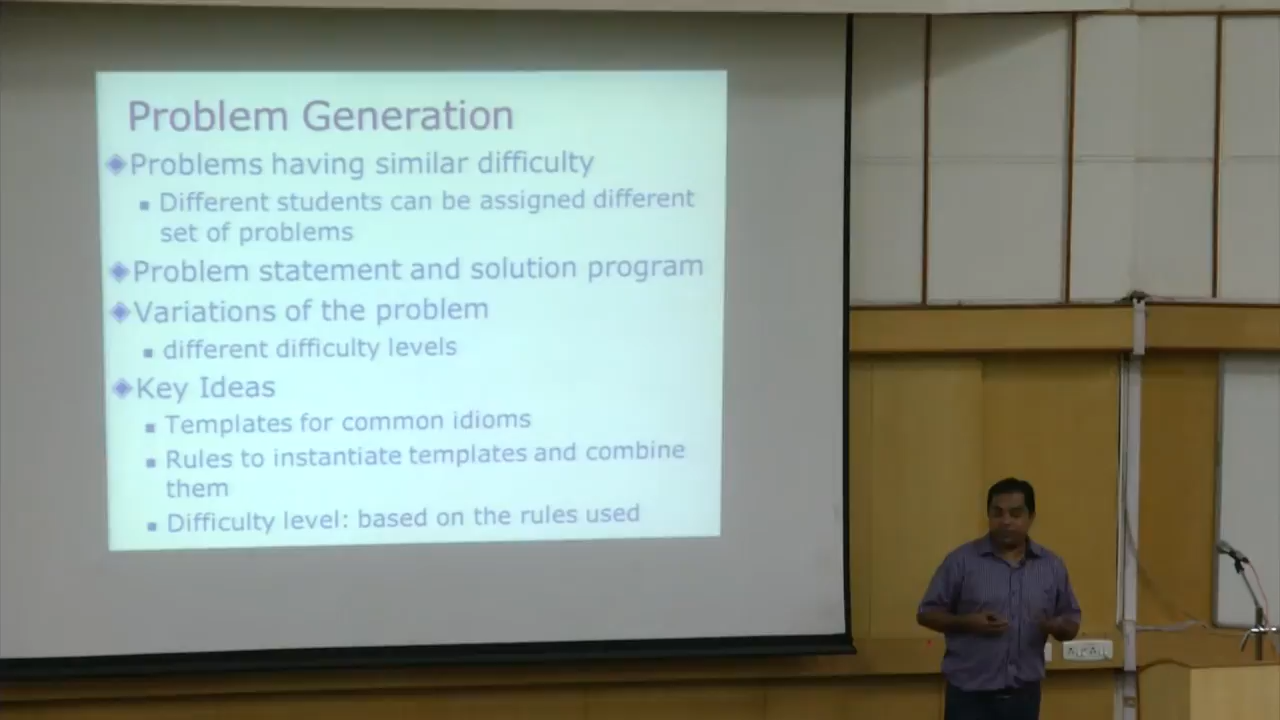 Problem Generation
Problems having similar difficulty
Different students can be assigned different
set of problems
Problem statement and solution program
Variations of the problem
different difficulty levels
Key Ideas
Templates for common idioms
Rules to instantiate templates and combine
them
Difficulty level: based on the rules used